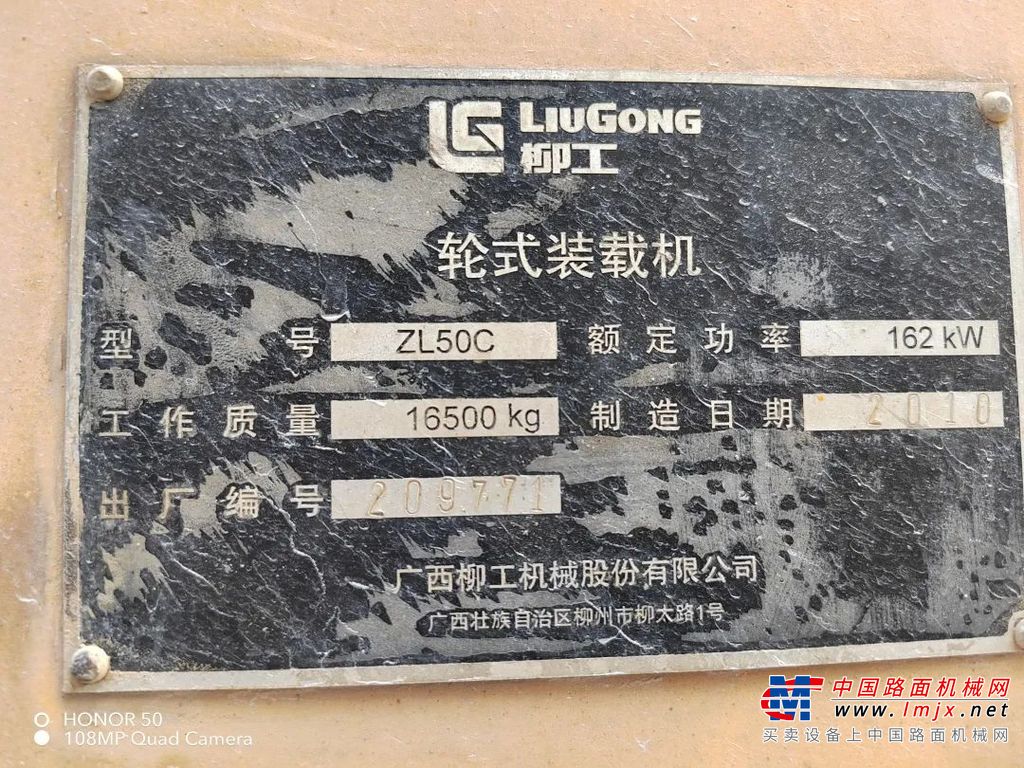 LG LIUGONG
柳工
轮式装载机
型号 ZL50C 额定功率 162 kW
工作质量 16500 kg 制造日期 2010
出厂编号 209771
广西柳工机械股份有限公司
广西壮族自治区柳州市柳太路1号
HONOR 50
108MP Quad Camera
中国路面机械网
www.lmjx.net
买卖设备上中国路面机械网